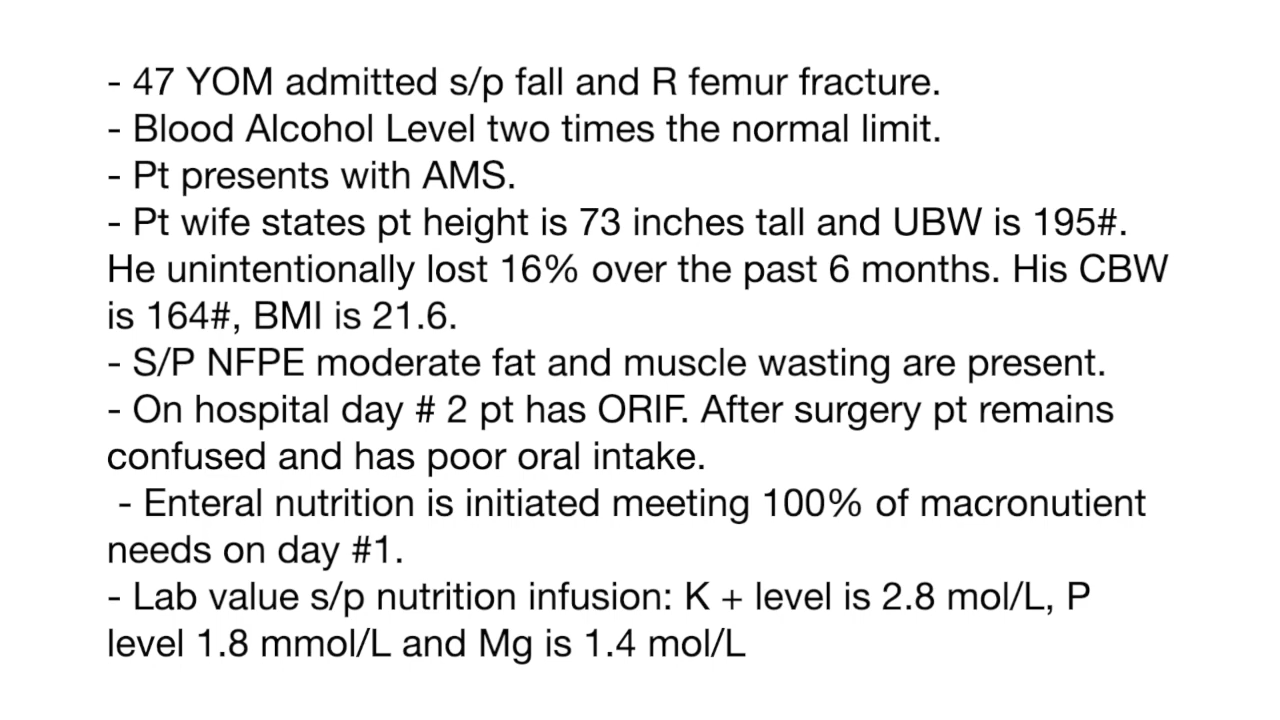 - 47 YOM admitted s/p fall and R femur fracture.
- Blood Alcohol Level two times the normal limit.
- Pt presents with AMS.
- Pt wife states pt height is 73 inches tall and UBW is 195#.
He unintentionally lost 16% over the past 6 months. His CBW
is 164#, BMI is 21.6.
- S/P NFPE moderate fat and muscle wasting are present.
- On hospital day # 2 pt has ORIF. After surgery pt remains
confused and has poor oral intake.
- Enteral nutrition is initiated meeting 100% of macronutient
needs on day #1.
- Lab value s/p nutrition infusion: K + level is 2.8 mol/L, P
level 1.8 mmol/L and Mg is 1.4 mol/L